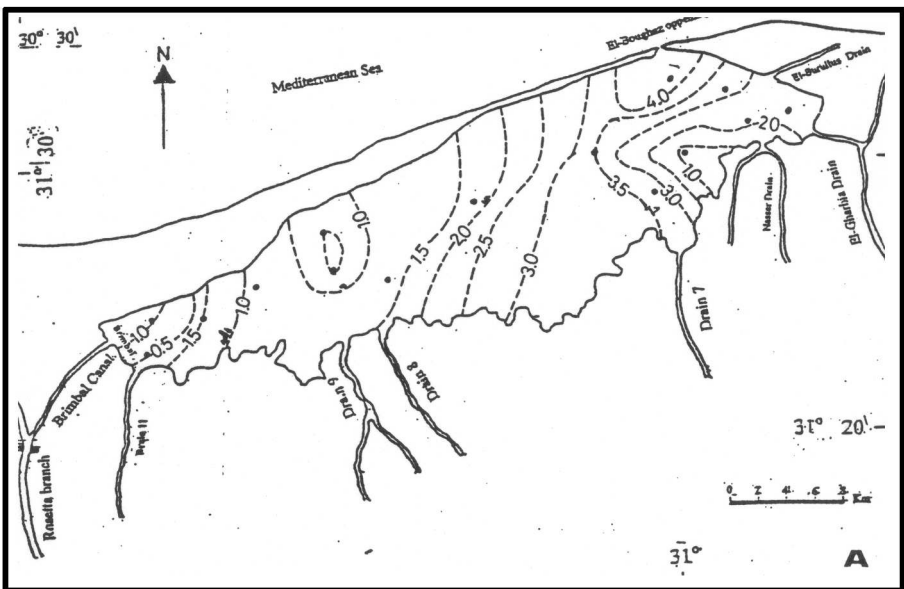 30° 30'
N
Mediterranean Sea
El-Boughaz
El-Burullus Drain
31° 30'
4.0
2.0
1.0
3.0
3.5
1.0
1.5
2.0
2.5
3.0
1.0
1.0
0.5
1.5
Nasser Drain
El-Gharbia Drain
Drain 7
Brimbal Canal
Drain 11
Drain 9
Drain 8
Rosetta branch
31° 20'
0 2 4 6 8 Km
31°
A